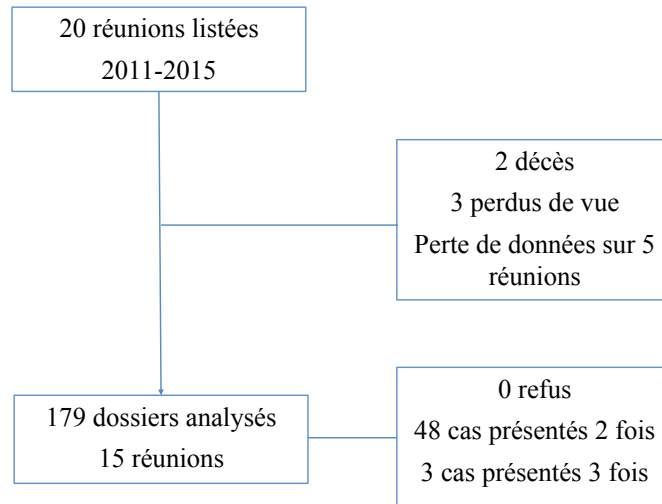 20 réunions listées
2011-2015
2 décès
3 perdus de vue
Perte de données sur 5
réunions
179 dossiers analysés
15 réunions
0 refus
48 cas présentés 2 fois
3 cas présentés 3 fois